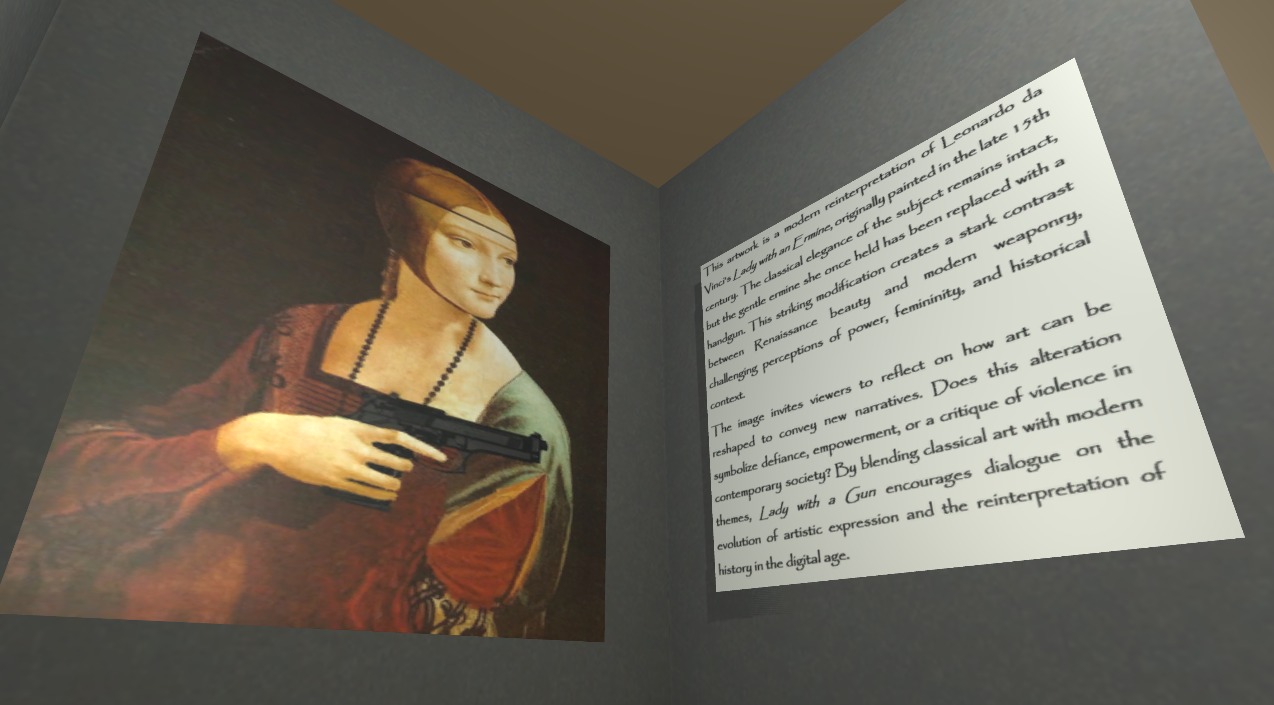 This artwork is a modern reinterpretation of Leonardo da
Vinci's Lady with an Ermine, originally painted in the late 15th
century. The classical elegance of the subject remains intact,
but the gentle ermine she once held has been replaced with a
handgun. This striking modification creates a stark contrast
between Renaissance beauty and modern weaponry,
challenging perceptions of power, femininity, and historical
context.
The image invites viewers to reflect on how art can be
reshaped to convey new narratives. Does this alteration
symbolize defiance, empowerment, or a critique of violence in
contemporary society? By blending classical art with modern
themes, Lady with a Gun encourages dialogue on the
evolution of artistic expression and the reinterpretation of
history in the digital age.